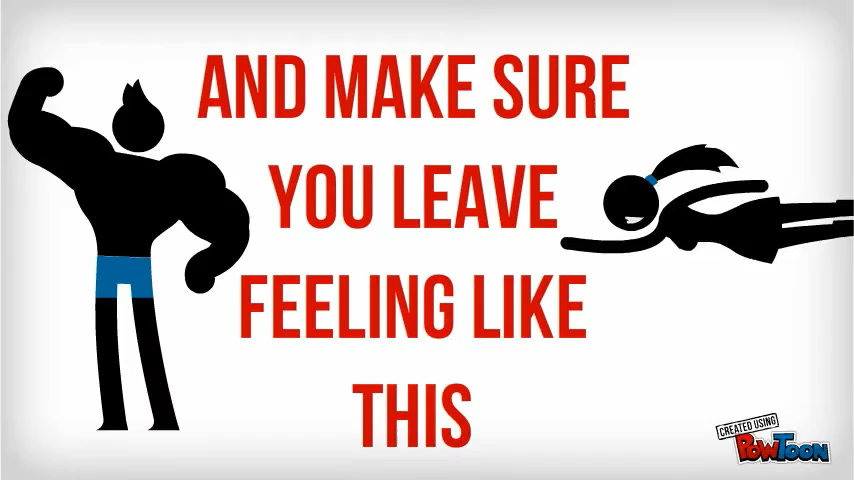 AND MAKE SURE
YOU LEAVE
FEELING LIKE
THIS
CREATED USING
POWTOON